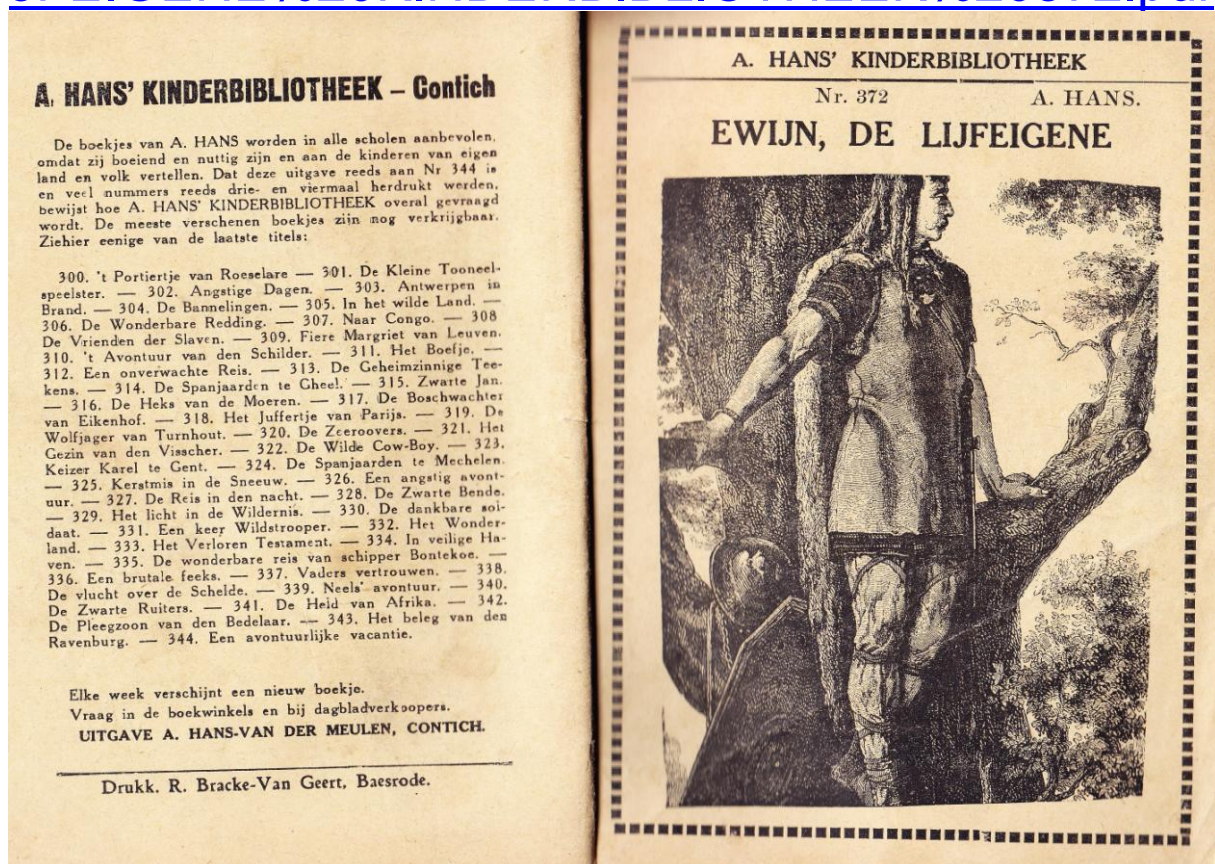 A. HANS' KINDERBIBLIOTHEEK – Contich
De boekjes van A. HANS worden in alle scholen aanbevolen,
omdat zij boeiend en nuttig zijn en aan de kinderen van eigen
land en volk vertellen. Dat deze uitgave reeds aan Nr 344 is
en veel nummers reeds drie- en viermaal herdrukt werden,
bewijst hoe A. HANS' KINDERBIBLIOTHEEK overal gevraagd
wordt. De meeste verschenen boekjes zijn nog verkrijgbaar.
Ziehier eenige van de laatste titels:
300. 't Portiertje van Roeselare — 301. De Kleine Tooneel-
speelster. — 302. Angstige Dagen. — 303. Antwerpen in
Brand. — 304. De Bannelingen. — 305. In het wilde Land. —
306. De Wonderbare Redding. — 307. Naar Congo. — 308
De Vrienden der Slaven. — 309. Fiere Margriet van Leuven.
310. 't Avontuur van den Schilder. — 311. Het Boefje. —
312. Een onverwachte Reis. — 313. De Geheimzinnige Tee-
kens. — 314. De Spanjaarden te Gheel. — 315. Zwarte Jan.
— 316. De Heks van de Moeren. — 317. De Boschwachter
van Eikenhof. — 318. Het Juffertje van Parijs. — 319. De
Wolfjager van Turnhout. — 320. De Zeeroovers. — 321. Het
Gezin van den Visscher. — 322. De Wilde Cow-Boy. — 323.
Keizer Karel te Gent. — 324. De Spanjaarden te Mechelen.
— 325. Kerstmis in de Sneeuw. — 326. Een angstig avont-
uur. — 327. De Reis in den nacht. — 328. De Zwarte Bende.
— 329. Het licht in de Wildernis. — 330. De dankbare sol-
daat. — 331. Een keer Wildstrooper. — 332. Het Wonder-
land. — 333. Het Verloren Testament. — 334. In veilige Ha-
ven. — 335. De wonderbare reis van schipper Bontekoe. —
336. Een brutale feeks. — 337. Vaders vertrouwen. — 338.
De vlucht over de Schelde. — 339. Neels' avontuur. — 340.
De Zwarte Ruiters. — 341. De Held van Afrika. — 342.
De Pleegzoon van den Bedelaar. — 343. Het beleg van den
Ravenburg. — 344. Een avontuurlijke vacantie.
Elke week verschijnt een nieuw boekje.
Vraag in de boekwinkels en bij dagbladverkoopers.
UITGAVE A. HANS-VAN DER MEULEN, CONTICH.
Drukk. R. Bracke-Van Geert, Baesrode.
A. HANS' KINDERBIBLIOTHEEK
Nr. 372 A. HANS.
EWIJN, DE LIJFEIGENE